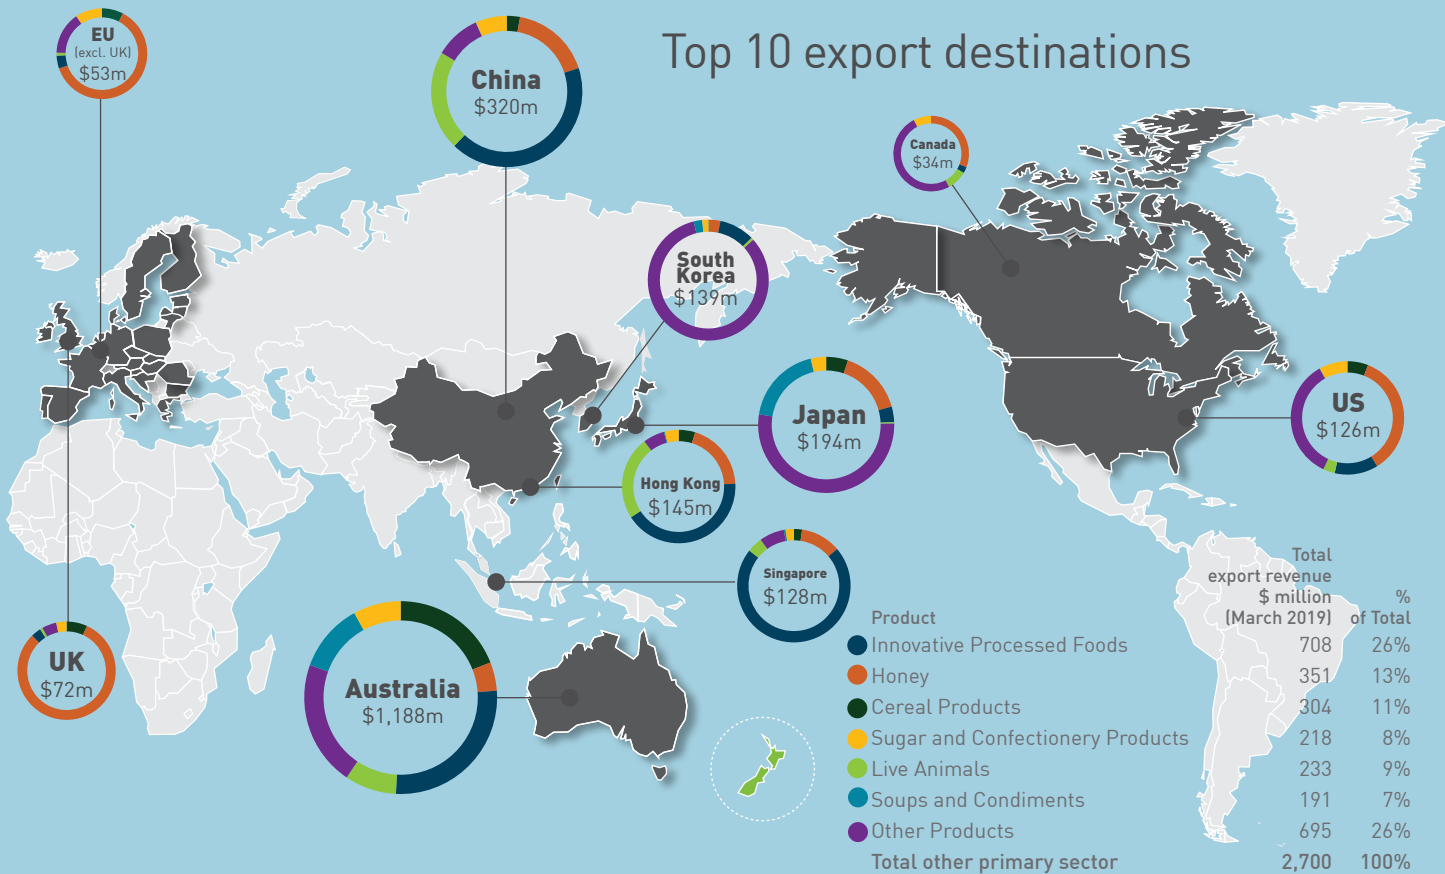 Top 10 export destinations
EU
(excl. UK)
$53m
China
$320m
Canada
$34m
South
Korea
$139m
Japan
$194m
US
$126m
Hong Kong
$145m
Singapore
$128m
UK
$72m
Australia
$1,188m
Total
export revenue
$ million %
Product (March 2019) of Total
Innovative Processed Foods 708 26%
Honey 351 13%
Cereal Products 304 11%
Sugar and Confectionery Products 218 8%
Live Animals 233 9%
Soups and Condiments 191 7%
Other Products 695 26%
Total other primary sector 2,700 100%